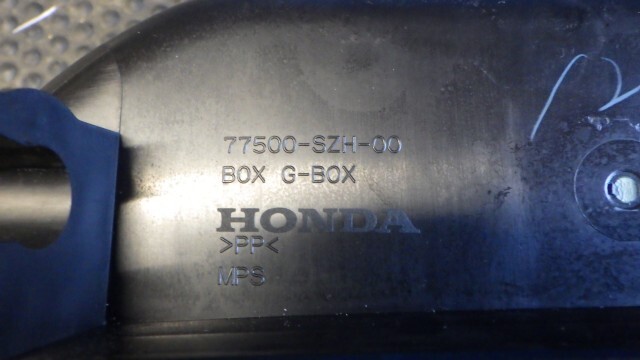 77500-SZH-00
BOX G-BOX
HONDA
>PP<
MPS